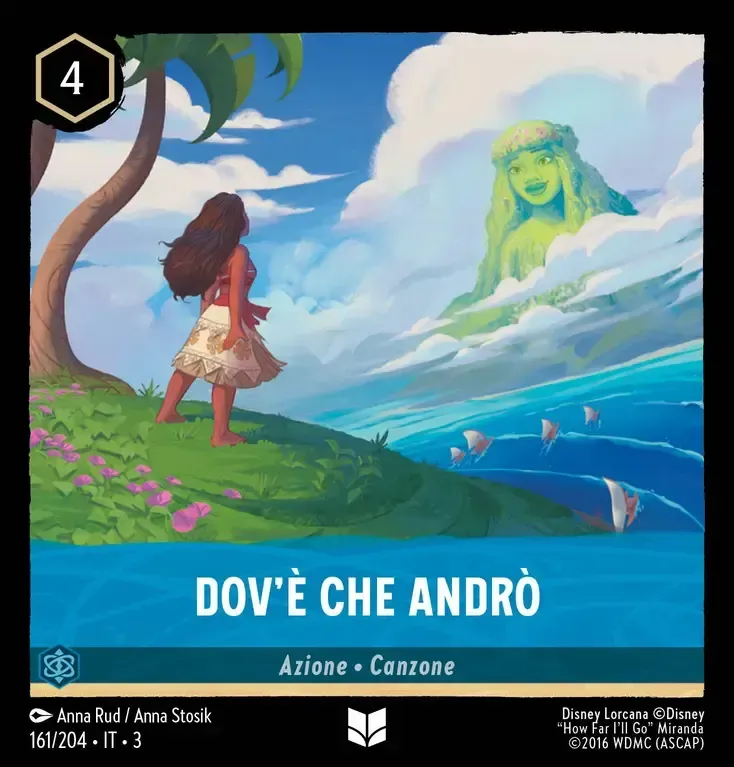 4
DOV'È CHE ANDRÒ
Azione • Canzone
Anna Rud / Anna Stosik
161/204 • IT • 3
Disney Lorcana ©Disney
"How Far I'll Go" Miranda
©2016 WDMC (ASCAP)